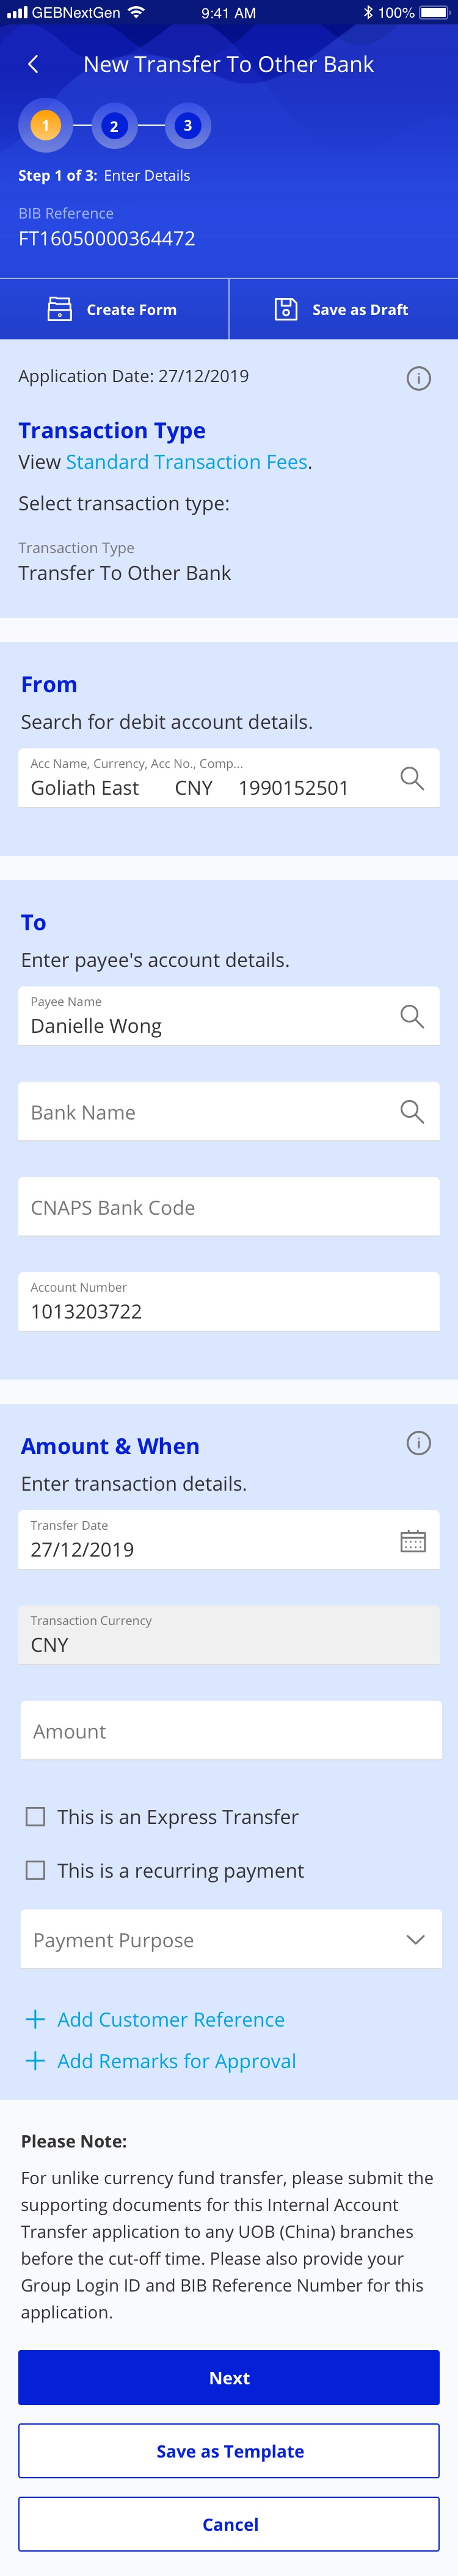 GEBNextGen 9:41 AM 100%
New Transfer To Other Bank
1 2 3
Step 1 of 3: Enter Details
BIB Reference
FT16050000364472
Create Form Save as Draft
Application Date: 27/12/2019
Transaction Type
View Standard Transaction Fees.
Select transaction type:
Transaction Type
Transfer To Other Bank
From
Search for debit account details.
Acc Name, Currency, Acc No., Comp...
Goliath East CNY 1990152501
To
Enter payee's account details.
Payee Name
Danielle Wong
Bank Name
CNAPS Bank Code
Account Number
1013203722
Amount & When
Enter transaction details.
Transfer Date
27/12/2019
Transaction Currency
CNY
Amount
This is an Express Transfer
This is a recurring payment
Payment Purpose
Add Customer Reference
Add Remarks for Approval
Please Note:
For unlike currency fund transfer, please submit the
supporting documents for this Internal Account
Transfer application to any UOB (China) branches
before the cut-off time. Please also provide your
Group Login ID and BIB Reference Number for this
application.
Next
Save as Template
Cancel